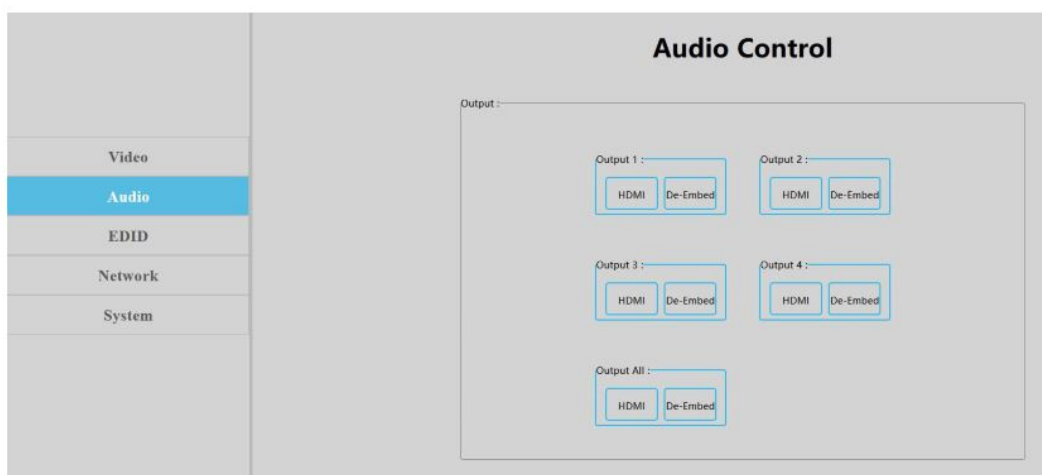 Audio Control
Video
Audio
EDID
Network
System
Output :
Output 1 :
HDMI De-Embed
Output 2 :
HDMI De-Embed
Output 3 :
HDMI De-Embed
Output 4 :
HDMI De-Embed
Output All :
HDMI De-Embed